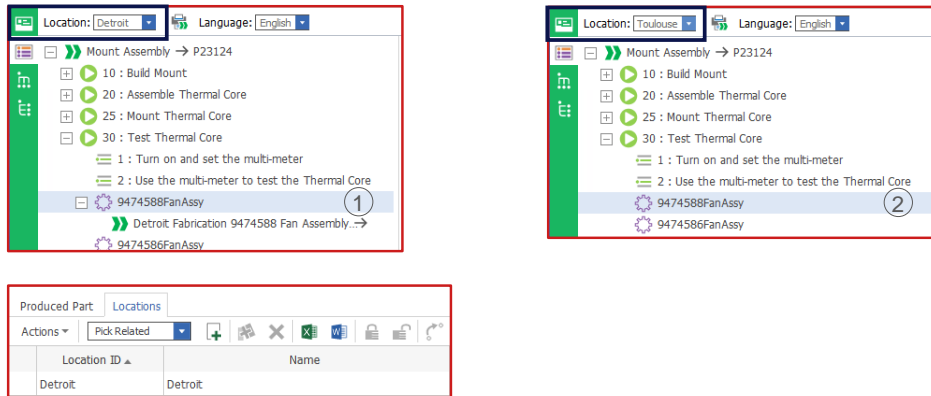 Location: Detroit Language: English
Mount Assembly → P23124
10 : Build Mount
20 : Assemble Thermal Core
25 : Mount Thermal Core
30 : Test Thermal Core
1 : Turn on and set the multi-meter
2 : Use the multi-meter to test the Thermal Core
9474588FanAssy 1
Detroit Fabrication 9474588 Fan Assembly...→
9474586FanAssy
Location: Toulouse Language: English
Mount Assembly → P23124
10 : Build Mount
20 : Assemble Thermal Core
25 : Mount Thermal Core
30 : Test Thermal Core
1 : Turn on and set the multi-meter
2 : Use the multi-meter to test the Thermal Core
9474588FanAssy 2
9474586FanAssy
Produced Part Locations
Actions Pick Related
Location ID Name
Detroit Detroit